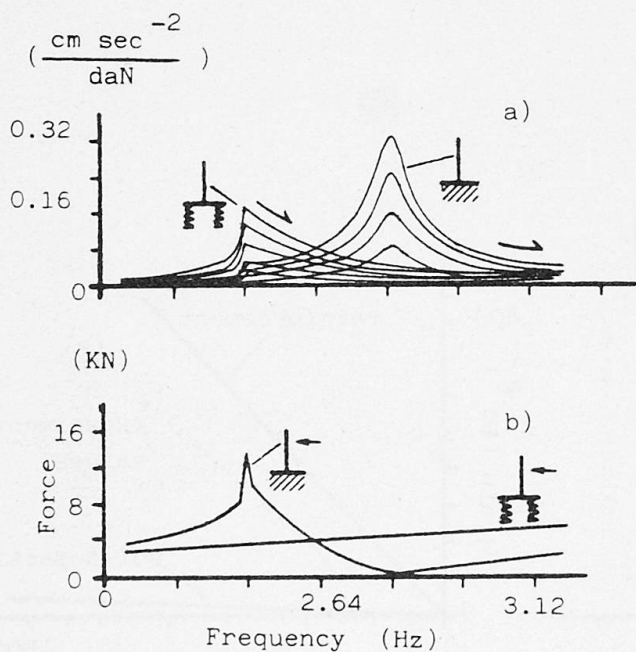 ( cm sec⁻² / daN )
a)
0.32
0.16
0
(KN)
b)
16
8
0
Force
0 2.64 3.12
Frequency (Hz)